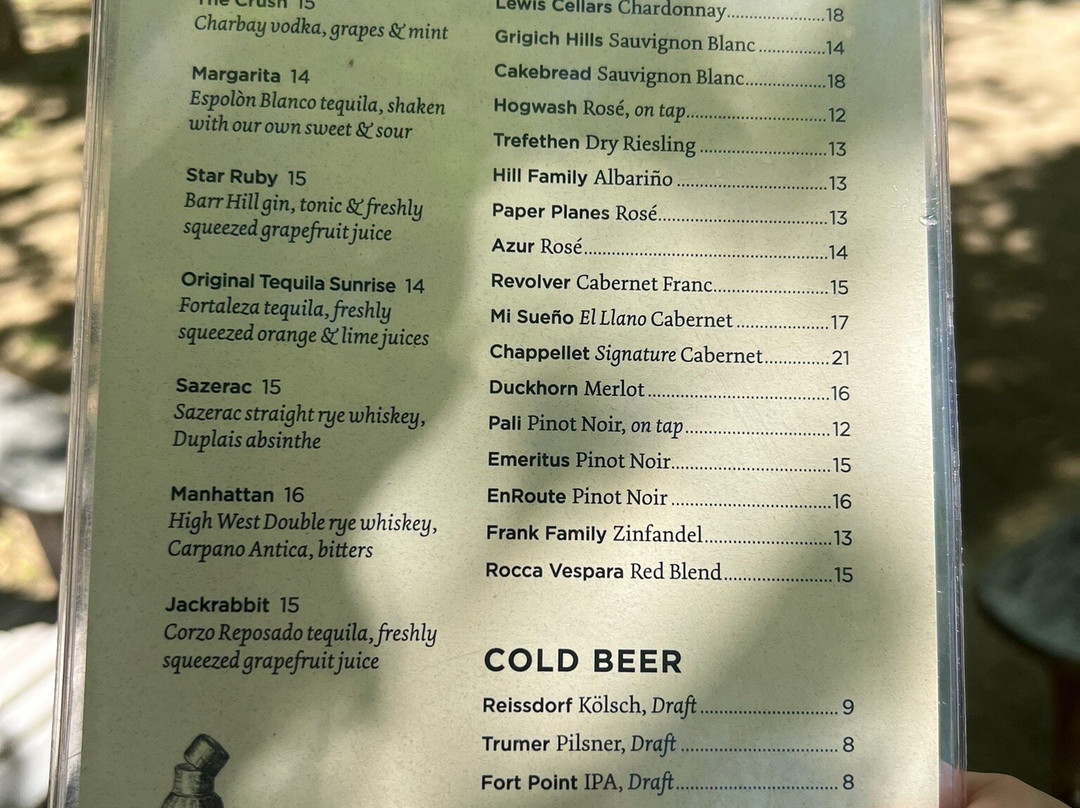 The Crush 15
Charbay vodka, grapes & mint
Margarita 14
Espolòn Blanco tequila, shaken
with our own sweet & sour
Star Ruby 15
Barr Hill gin, tonic & freshly
squeezed grapefruit juice
Original Tequila Sunrise 14
Fortaleza tequila, freshly
squeezed orange & lime juices
Sazerac 15
Sazerac straight rye whiskey,
Duplais absinthe
Manhattan 16
High West Double rye whiskey,
Carpano Antica, bitters
Jackrabbit 15
Corzo Reposado tequila, freshly
squeezed grapefruit juice
Lewis Cellars Chardonnay 18
Grigich Hills Sauvignon Blanc 14
Cakebread Sauvignon Blanc 18
Hogwash Rosé, on tap 12
Trefethen Dry Riesling 13
Hill Family Albariño 13
Paper Planes Rosé 13
Azur Rosé 14
Revolver Cabernet Franc 15
Mi Sueño El Llano Cabernet 17
Chappellet Signature Cabernet 21
Duckhorn Merlot 16
Pali Pinot Noir, on tap 12
Emeritus Pinot Noir 15
EnRoute Pinot Noir 16
Frank Family Zinfandel 13
Rocca Vespara Red Blend 15
COLD BEER
Reissdorf Kölsch, Draft 9
Trumer Pilsner, Draft 8
Fort Point IPA, Draft 8